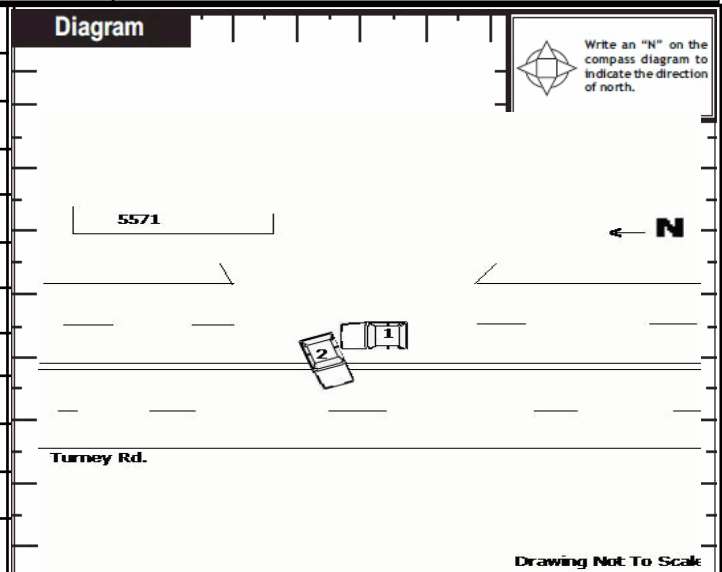 Diagram
Write an “N” on the
compass diagram to
indicate the direction
of north.
5571
N
1
2
Turney Rd.
Drawing Not To Scale